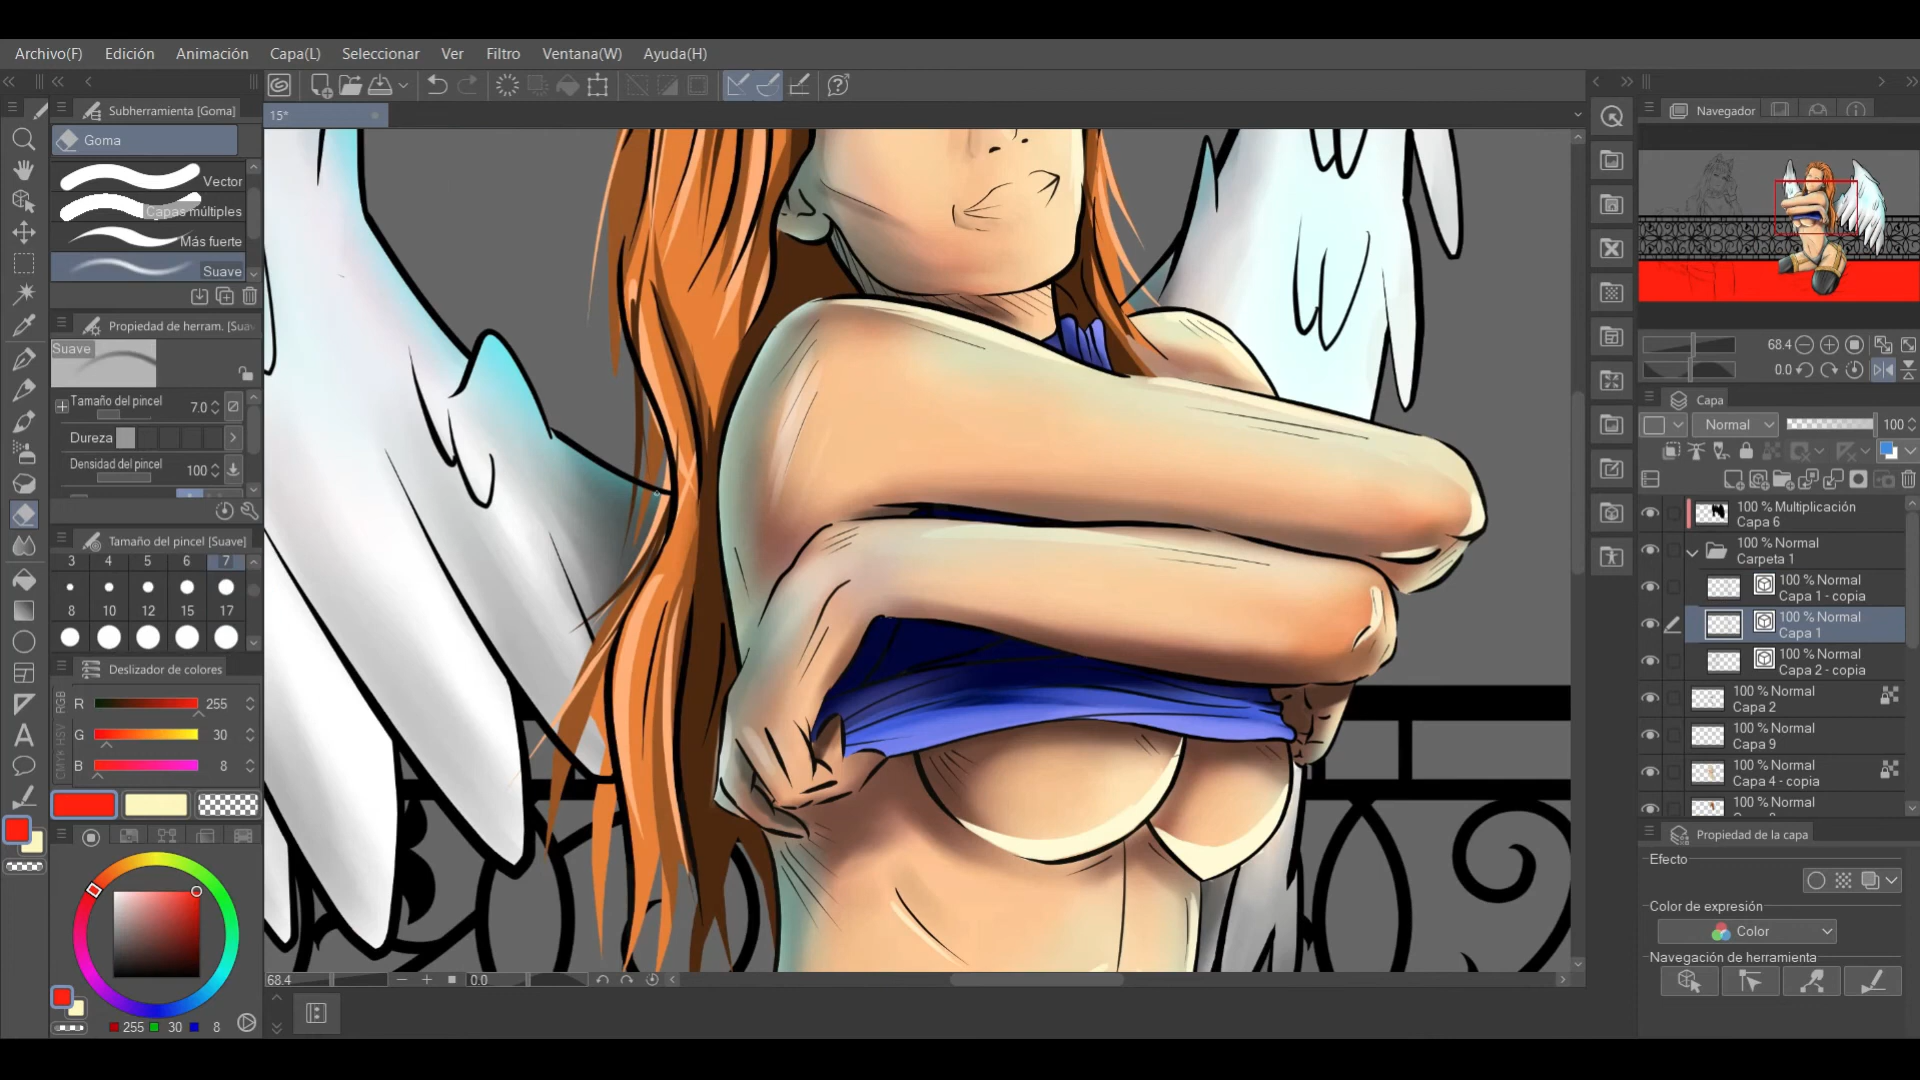 Archivo(F) Edición Animación Capa(L) Seleccionar Ver Filtro Ventana(W) Ayuda(H)
Subherramienta [Goma]
Goma
Vector
Capas múltiples
Más fuerte
Suave
15*
Propiedad de herram. [Sua
Suave
Tamaño del pincel 7.0
Dureza
Densidad del pincel 100
Tamaño del pincel [Suave]
3 4 5 6 7
8 10 12 15 17
Deslizador de colores
RGB
HSV
CMYK
R 255
G 30
B 8
255 30 8
68.4 0.0
Navegador
68.4
0.0
Capa
Normal 100
100 % Multiplicación
Capa 6
100 % Normal
Carpeta 1
100 % Normal
Capa 1 - copia
100 % Normal
Capa 1
100 % Normal
Capa 2 - copia
100 % Normal
Capa 2
100 % Normal
Capa 9
100 % Normal
Capa 4 - copia
100 % Normal
Propiedad de la capa
Efecto
Color de expresión
Color
Navegación de herramienta